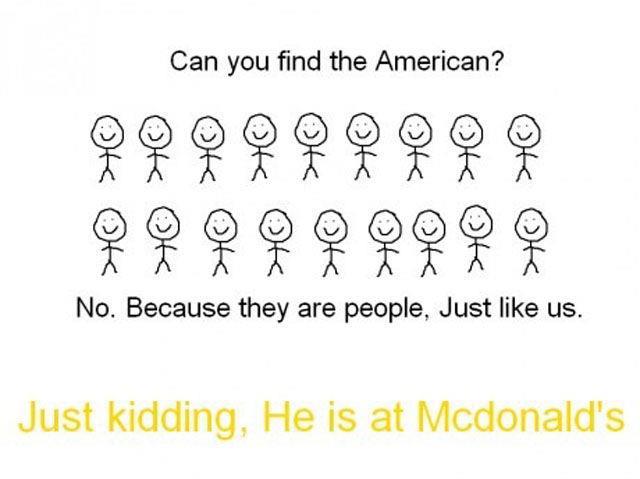 Can you find the American?
No. Because they are people, Just like us.
Just kidding, He is at Mcdonald's